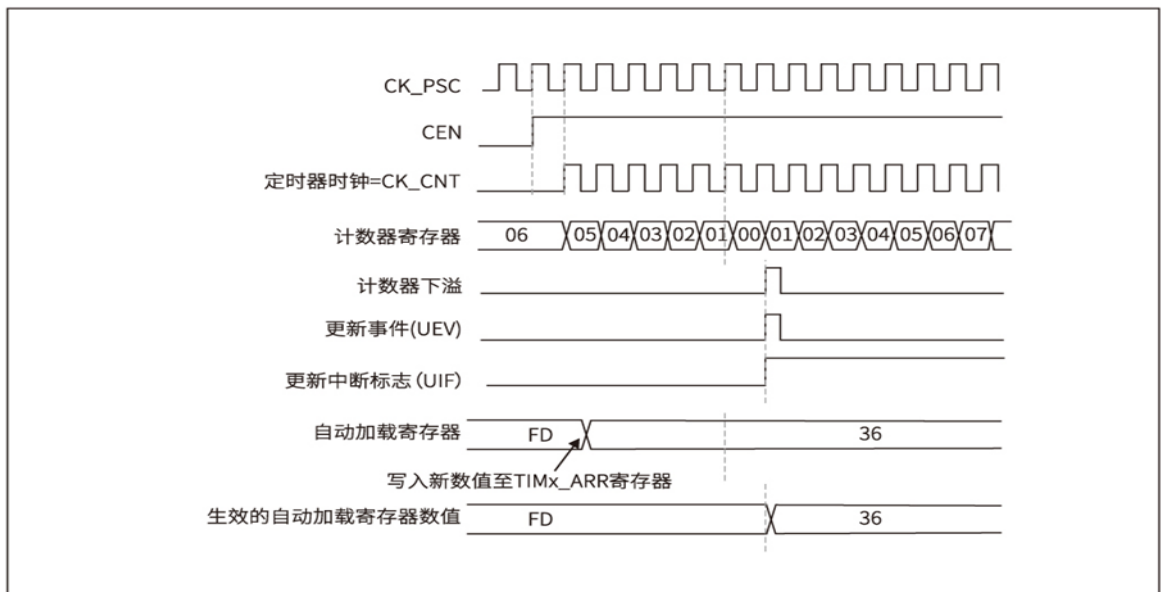 CK_PSC
CEN
定时器时钟=CK_CNT
计数器寄存器 06 05 04 03 02 01 00 01 02 03 04 05 06 07
计数器下溢
更新事件(UEV)
更新中断标志(UIF)
自动加载寄存器 FD 36
写入新数值至TIMx_ARR寄存器
生效的自动加载寄存器数值 FD 36